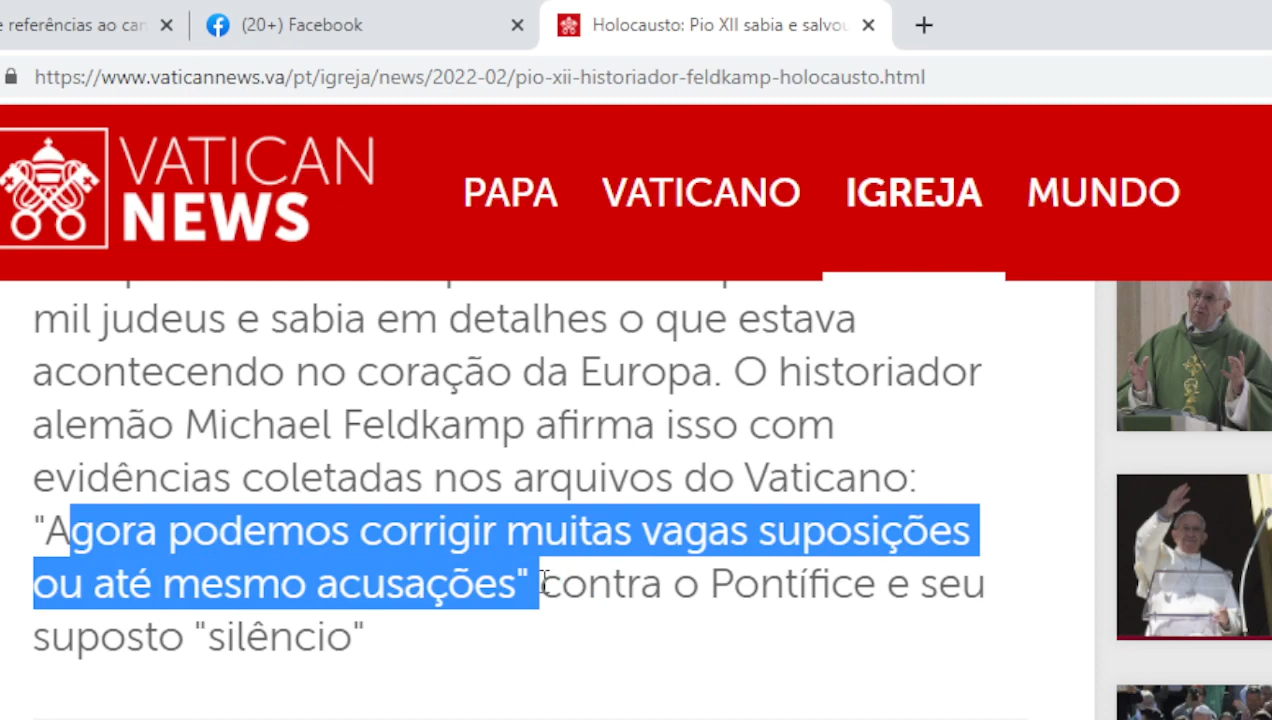 e referências ao can
(20+) Facebook
Holocausto: Pio XII sabia e salvou
https://www.vaticannews.va/pt/igreja/news/2022-02/pio-xii-historiador-feldkamp-holocausto.html
VATICAN
NEWS
PAPA
VATICANO
IGREJA
MUNDO
mil judeus e sabia em detalhes o que estava
acontecendo no coração da Europa. O historiador
alemão Michael Feldkamp afirma isso com
evidências coletadas nos arquivos do Vaticano:
"Agora podemos corrigir muitas vagas suposições
ou até mesmo acusações" contra o Pontífice e seu
suposto "silêncio"